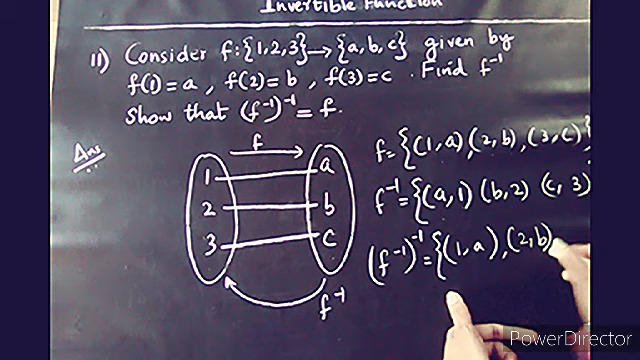 Invertible Function
11) Consider f:{1,2,3}→{a,b,c} given by
f(1)=a , f(2)=b , f(3)=c . Find f⁻¹
Show that (f⁻¹)⁻¹ = f.
Ans
f
1 a
2 b
3 c
f⁻¹
f={(1,a),(2,b),(3,c)}
f⁻¹={(a,1) (b,2) (c,3)
(f⁻¹)⁻¹={(1,a),(2,b)
PowerDirector